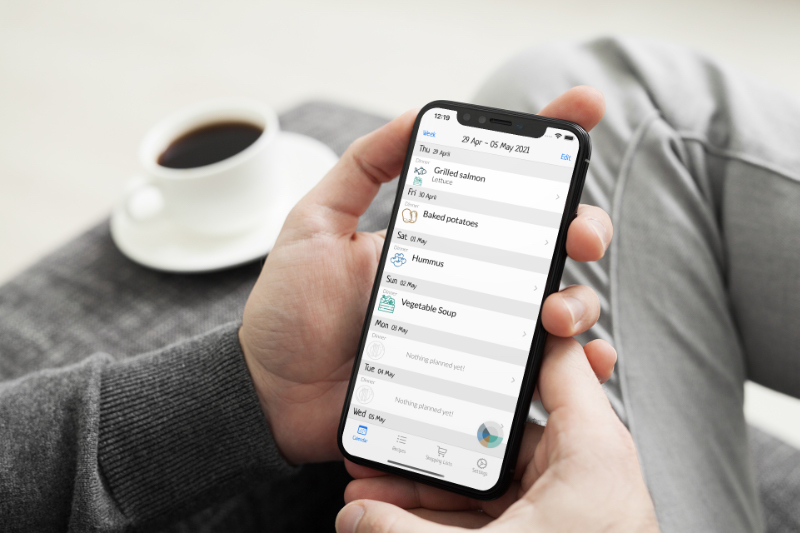 12:19
Week
29 Apr - 05 May 2021
Edit
Thu 29 April
Dinner
Grilled salmon
Lettuce
Fri 30 April
Dinner
Baked potatoes
Sat 01 May
Dinner
Hummus
Sun 02 May
Dinner
Vegetable Soup
Mon 03 May
Dinner
Nothing planned yet!
Tue 04 May
Dinner
Nothing planned yet!
Wed 05 May
Calendar
Recipes
Shopping Lists
Settings